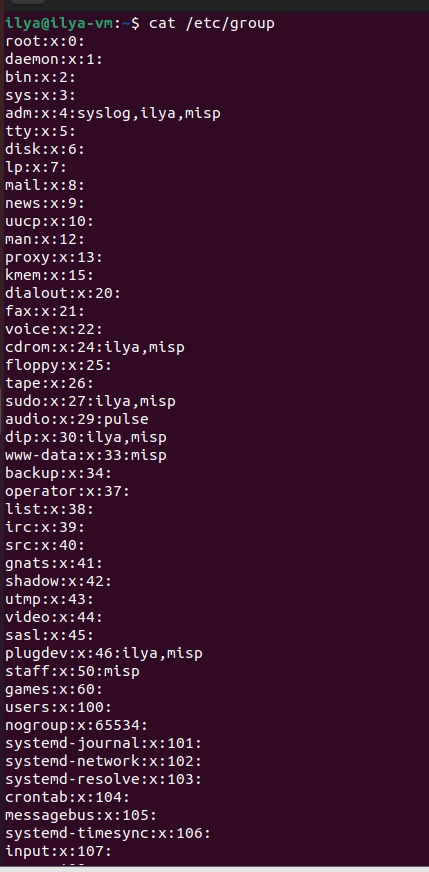 ilya@ilya-vm:~$ cat /etc/group
root:x:0:
daemon:x:1:
bin:x:2:
sys:x:3:
adm:x:4:syslog,ilya,misp
tty:x:5:
disk:x:6:
lp:x:7:
mail:x:8:
news:x:9:
uucp:x:10:
man:x:12:
proxy:x:13:
kmem:x:15:
dialout:x:20:
fax:x:21:
voice:x:22:
cdrom:x:24:ilya,misp
floppy:x:25:
tape:x:26:
sudo:x:27:ilya,misp
audio:x:29:pulse
dip:x:30:ilya,misp
www-data:x:33:misp
backup:x:34:
operator:x:37:
list:x:38:
irc:x:39:
src:x:40:
gnats:x:41:
shadow:x:42:
utmp:x:43:
video:x:44:
sasl:x:45:
plugdev:x:46:ilya,misp
staff:x:50:misp
games:x:60:
users:x:100:
nogroup:x:65534:
systemd-journal:x:101:
systemd-network:x:102:
systemd-resolve:x:103:
crontab:x:104:
messagebus:x:105:
systemd-timesync:x:106:
input:x:107: